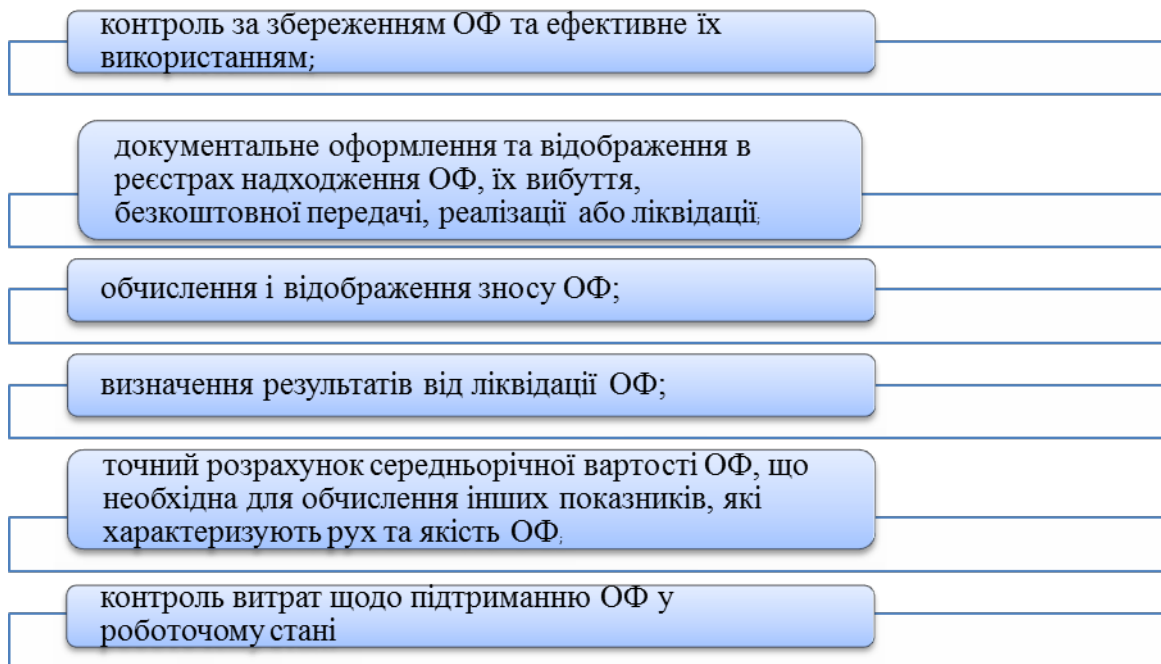 контроль за збереженням ОФ та ефективне їх
використанням;
документальне оформлення та відображення в
реєстрах надходження ОФ, їх вибуття,
безкоштовної передачі, реалізації або ліквідації;
обчислення і відображення зносу ОФ;
визначення результатів від ліквідації ОФ;
точний розрахунок середньорічної вартості ОФ, що
необхідна для обчислення інших показників, які
характеризують рух та якість ОФ;
контроль витрат щодо підтриманню ОФ у
роботочому стані